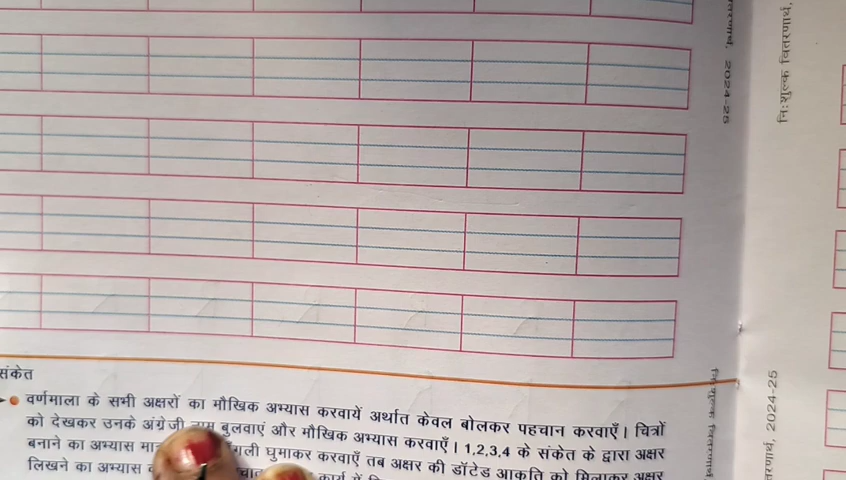 नि:शुल्क वितरणार्थ,
2024-25
संकेत
वर्णमाला के सभी अक्षरों का मौखिक अभ्यास करवायें अर्थात केवल बोलकर पहचान करवाएँ। चित्रों
को देखकर उनके अंग्रेजी नाम बुलवाएं और मौखिक अभ्यास करवाएँ। 1,2,3,4 के संकेत के द्वारा अक्षर
बनाने का अभ्यास घुमाकर करवाएँ तब अक्षर की डॉटेड आकृति को मिलाकर अक्षर
लिखने का अभ्यास कार्य में
2024-25